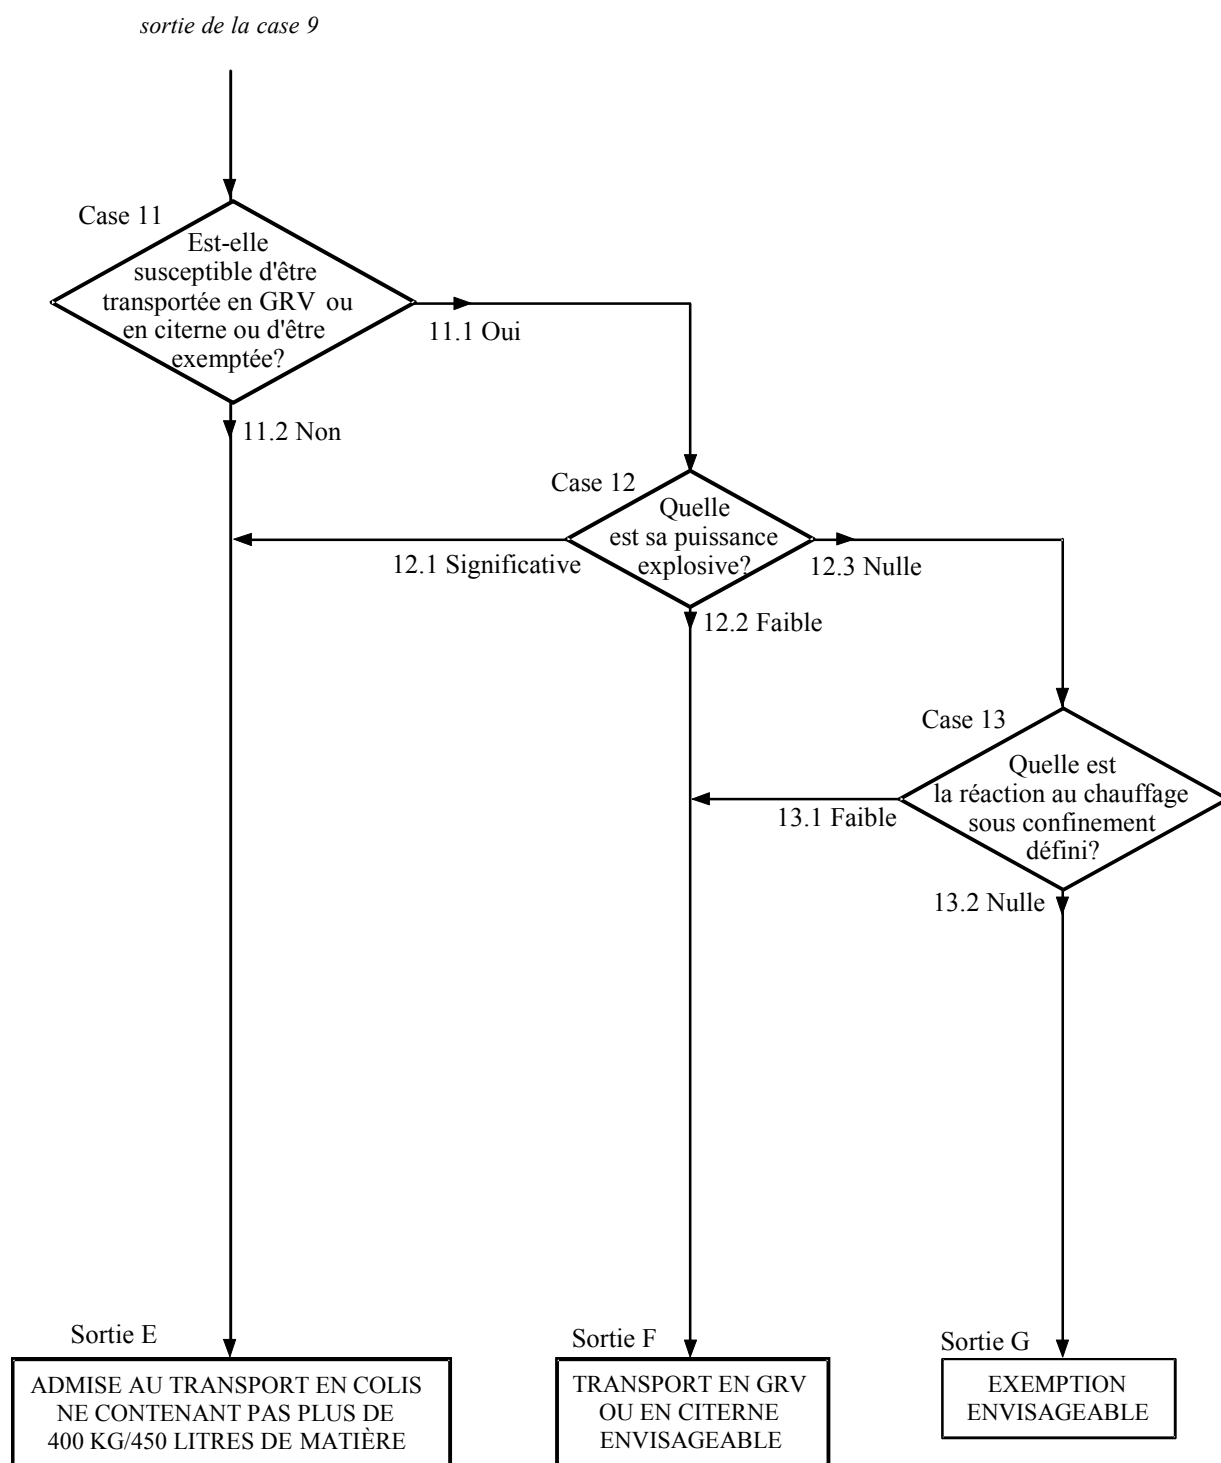 sortie de la case 9
Case 11
Est-elle
susceptible d'être
transportée en GRV ou
en citerne ou d'être
exemptée?
11.1 Oui
11.2 Non
Case 12
Quelle
est sa puissance
explosive?
12.1 Significative
12.3 Nulle
12.2 Faible
Case 13
Quelle est
la réaction au chauffage
sous confinement
défini?
13.1 Faible
13.2 Nulle
Sortie E
ADMISE AU TRANSPORT EN COLIS
NE CONTENANT PAS PLUS DE
400 KG/450 LITRES DE MATIÈRE
Sortie F
TRANSPORT EN GRV
OU EN CITERNE
ENVISAGEABLE
Sortie G
EXEMPTION
ENVISAGEABLE